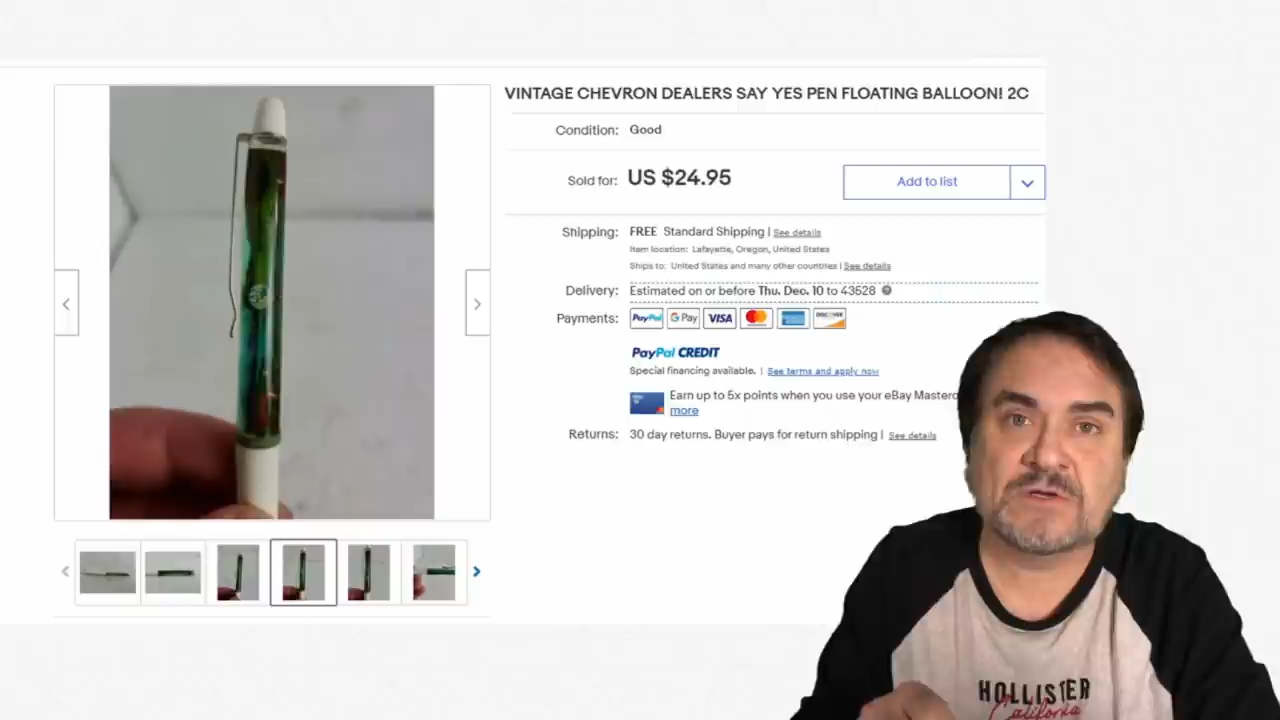 VINTAGE CHEVRON DEALERS SAY YES PEN FLOATING BALLOON! 2C
Condition: Good
Sold for: US $24.95
Add to list
Shipping: FREE Standard Shipping | See details
Item location: Lafayette, Oregon, United States
Ships to: United States and many other countries | See details
Delivery: Estimated on or before Thu. Dec. 10 to 43528
Payments: PayPal G Pay VISA DISCOVER
PayPal CREDIT
Special financing available. | See terms and apply now
Earn up to 5x points when you use your eBay Masterc
more
Returns: 30 day returns. Buyer pays for return shipping | See details
HOLLISTER
California